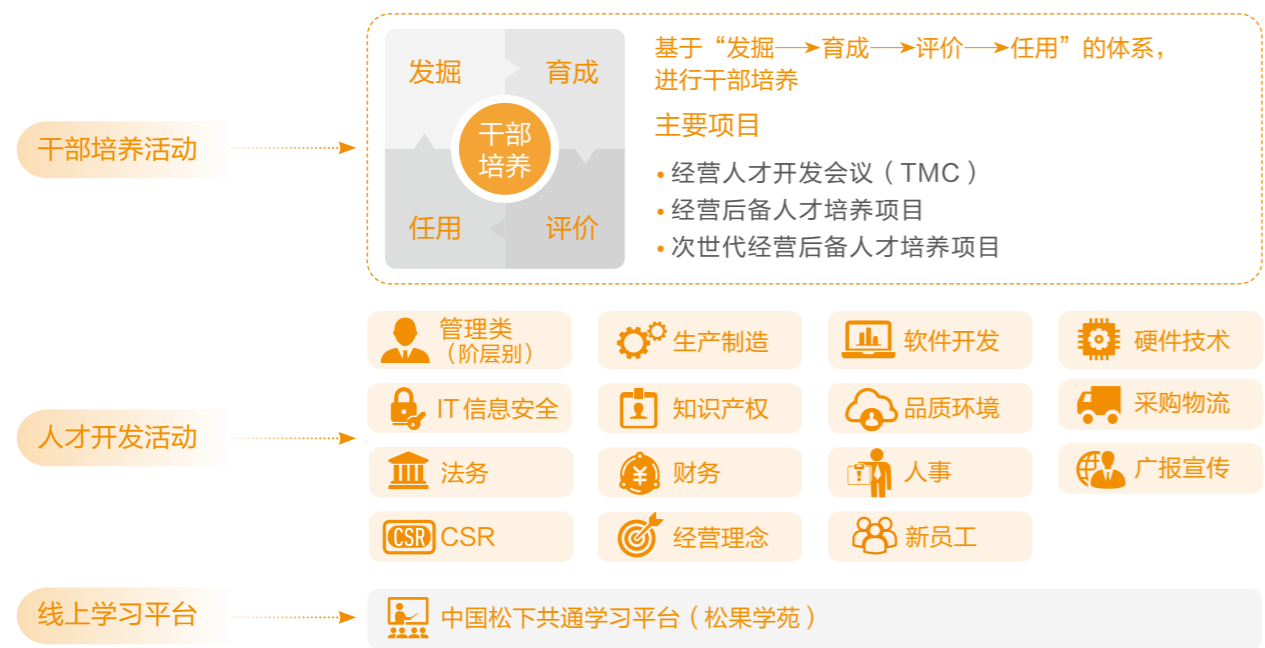 干部培养活动
发掘
育成
干部
培养
任用
评价
基于“发掘→育成→评价→任用”的体系，
进行干部培养
主要项目
• 经营人才开发会议（TMC）
• 经营后备人才培养项目
• 次世代经营后备人才培养项目
人才开发活动
管理类
（阶层别）
生产制造
软件开发
硬件技术
IT信息安全
知识产权
品质环境
采购物流
法务
¥
财务
人事
广报宣传
CSR
CSR
经营理念
新员工
线上学习平台
中国松下共通学习平台（松果学苑）